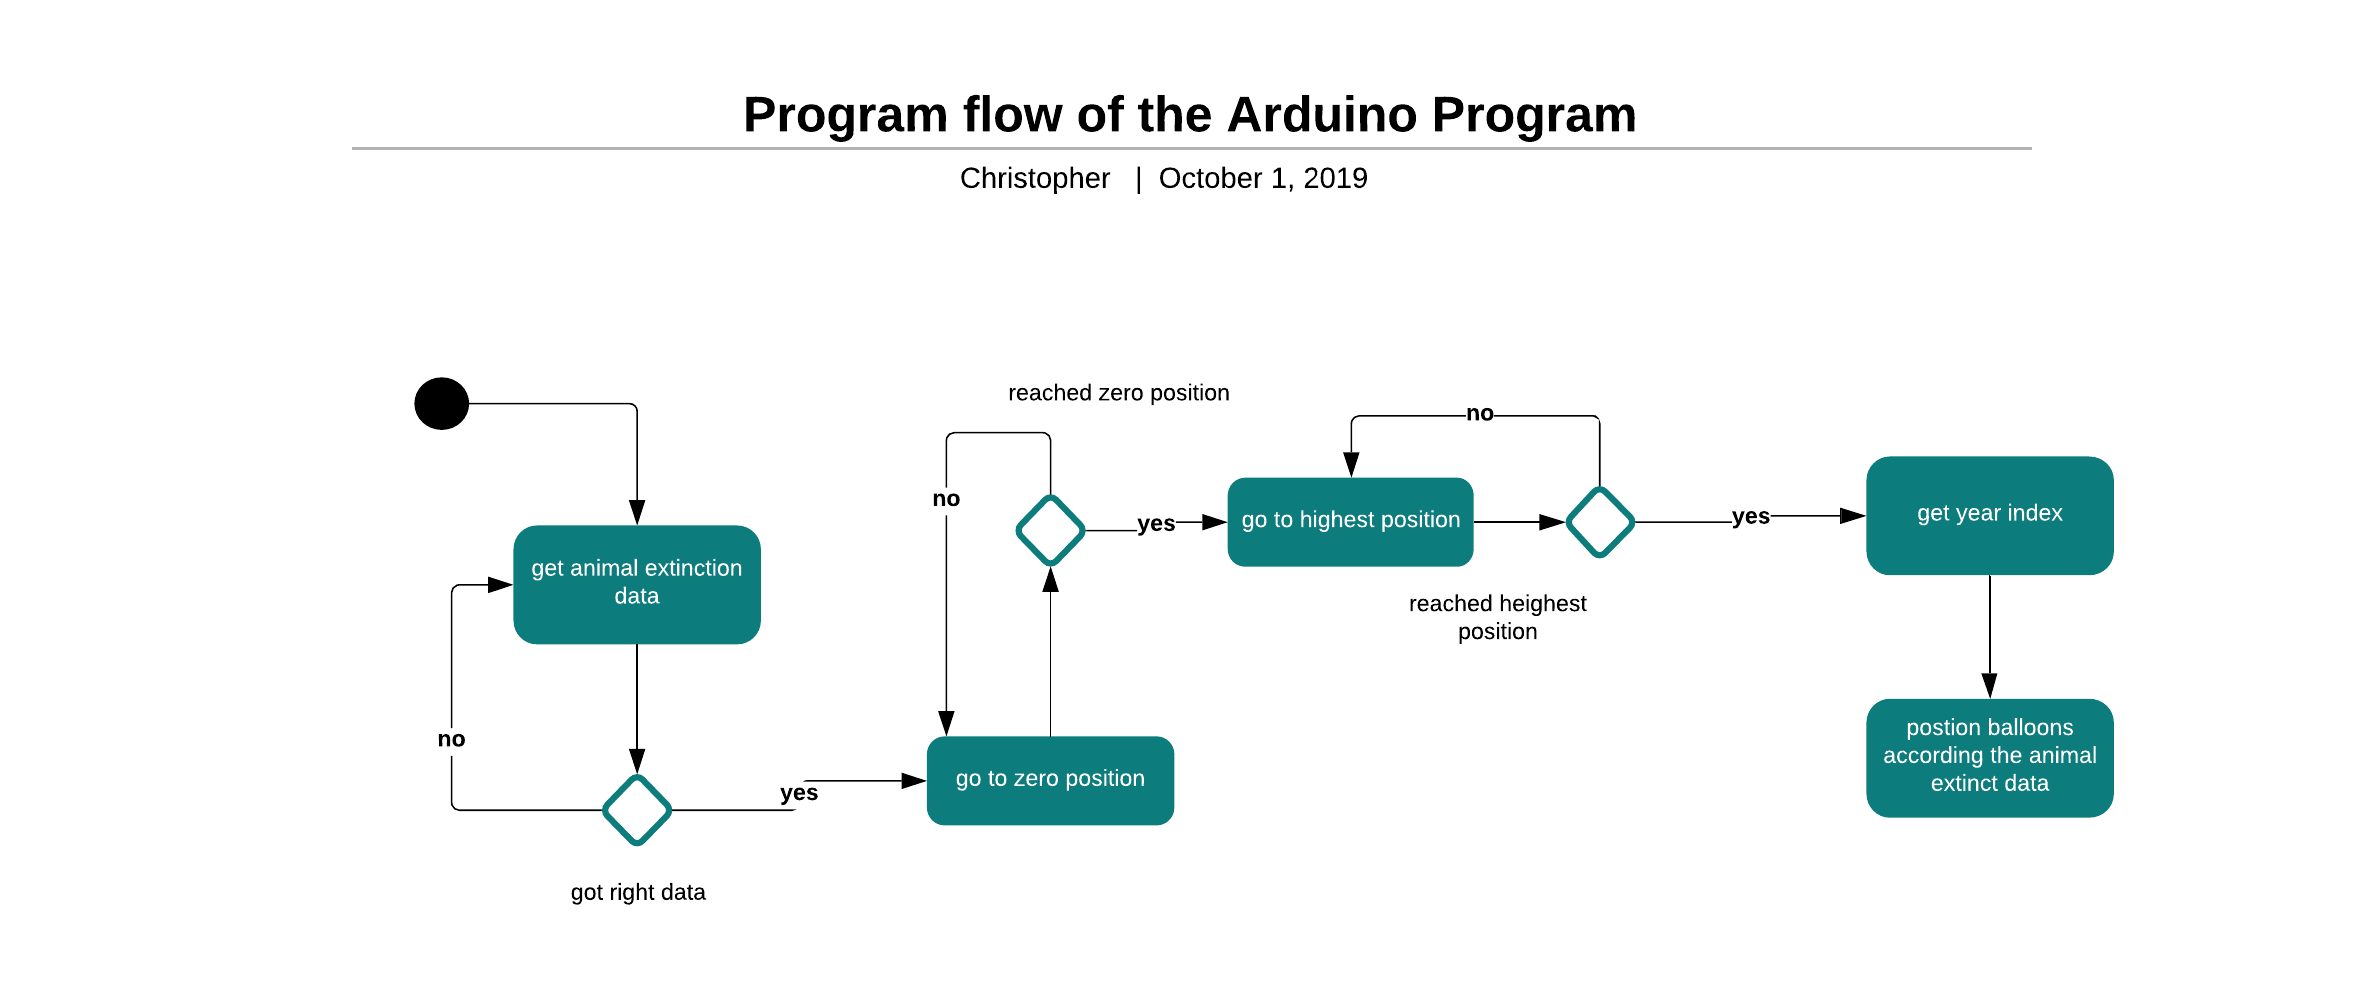 Program flow of the Arduino Program
Christopher | October 1, 2019
get animal extinction
data
no
got right data
yes
go to zero position
no
reached zero position
yes
go to highest position
no
reached heighest
position
yes
get year index
postion balloons
according the animal
extinct data